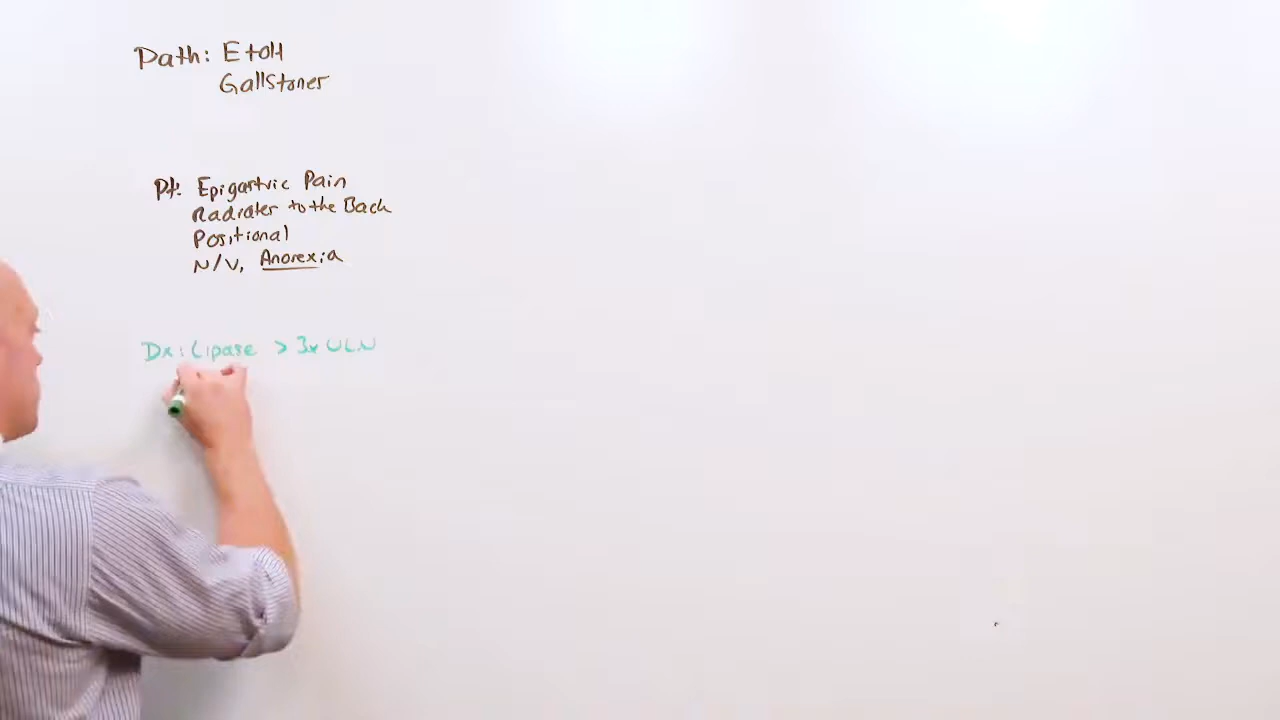 Path: EtoH
Gallstones
Pt: Epigastric Pain
Radiates to the Back
Positional
N/V, Anorexia
Dx: Lipase > 3x ULN